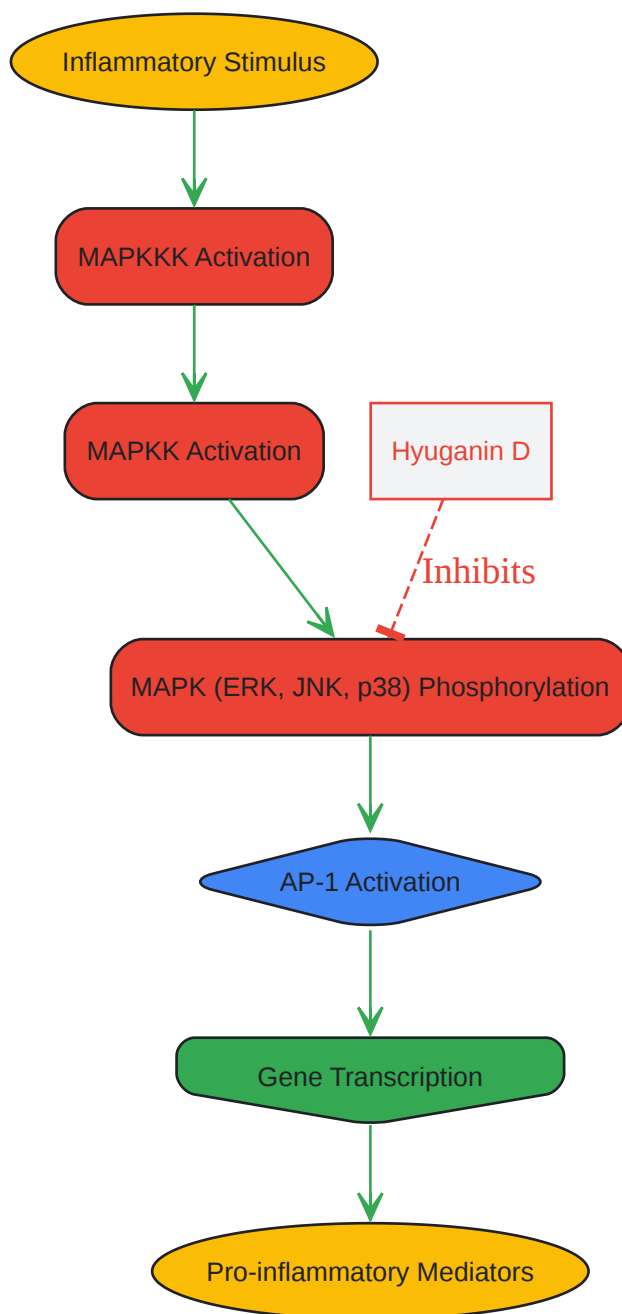 Inflammatory Stimulus
MAPKKK Activation
MAPKK Activation
Hyuganin D
Inhibits
MAPK (ERK, JNK, p38) Phosphorylation
AP-1 Activation
Gene Transcription
Pro-inflammatory Mediators